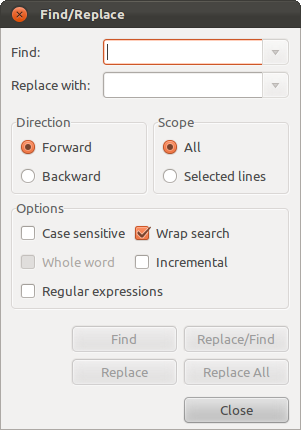 Find/Replace
Find:
Replace with:
Direction
Forward
Backward
Scope
All
Selected lines
Options
Case sensitive
Wrap search
Whole word
Incremental
Regular expressions
Find
Replace/Find
Replace
Replace All
Close